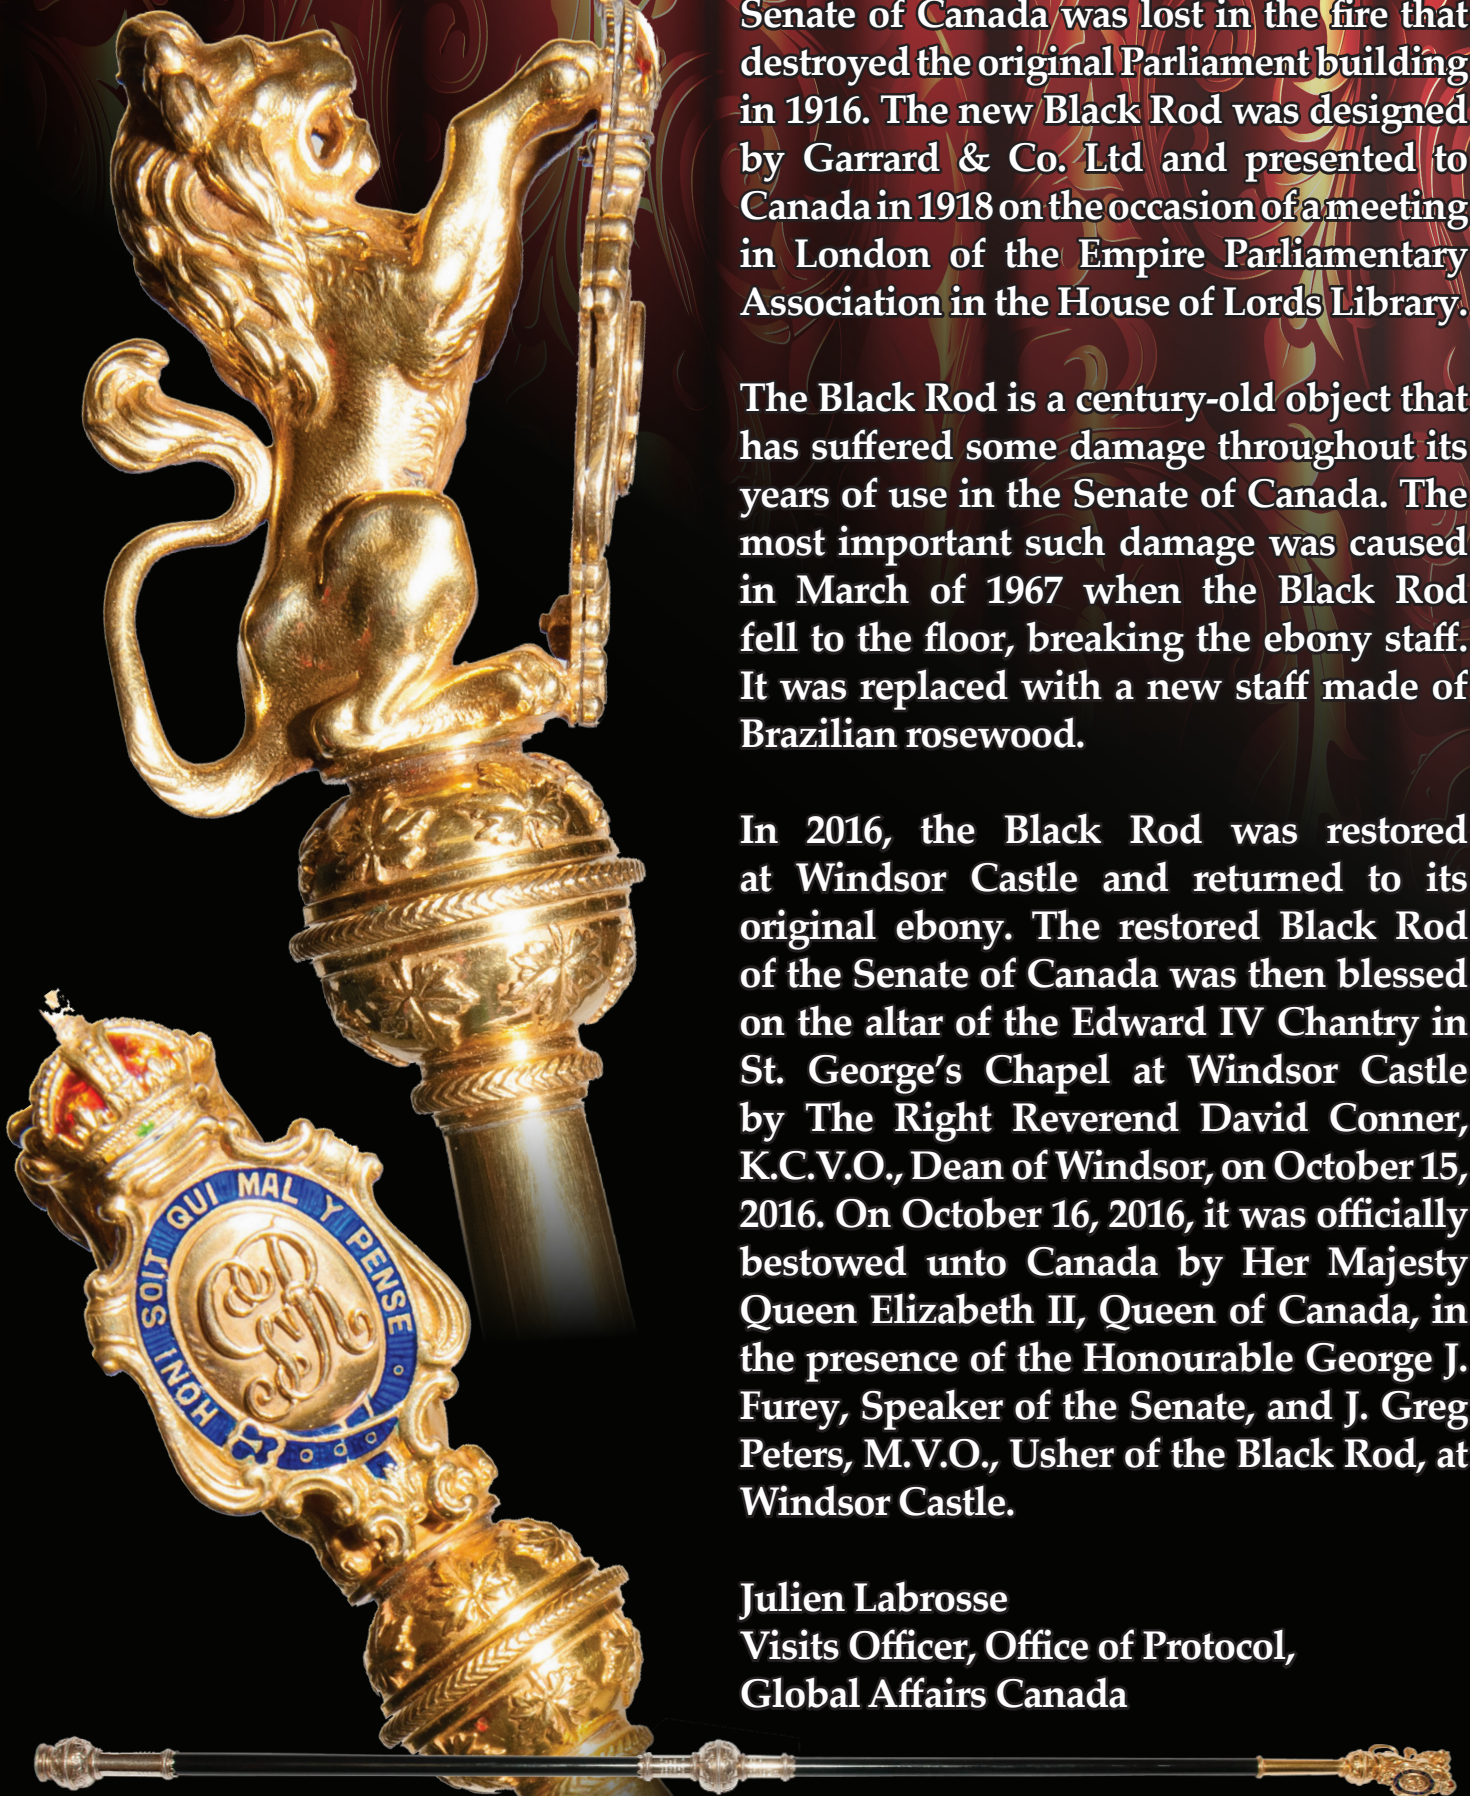 Senate of Canada was lost in the fire that
destroyed the original Parliament building
in 1916. The new Black Rod was designed
by Garrard & Co. Ltd and presented to
Canada in 1918 on the occasion of a meeting
in London of the Empire Parliamentary
Association in the House of Lords Library.
The Black Rod is a century-old object that
has suffered some damage throughout its
years of use in the Senate of Canada. The
most important such damage was caused
in March of 1967 when the Black Rod
fell to the floor, breaking the ebony staff.
It was replaced with a new staff made of
Brazilian rosewood.
In 2016, the Black Rod was restored
at Windsor Castle and returned to its
original ebony. The restored Black Rod
of the Senate of Canada was then blessed
on the altar of the Edward IV Chantry in
St. George’s Chapel at Windsor Castle
by The Right Reverend David Conner,
K.C.V.O., Dean of Windsor, on October 15,
2016. On October 16, 2016, it was officially
bestowed unto Canada by Her Majesty
Queen Elizabeth II, Queen of Canada, in
the presence of the Honourable George J.
Furey, Speaker of the Senate, and J. Greg
Peters, M.V.O., Usher of the Black Rod, at
Windsor Castle.
Julien Labrosse
Visits Officer, Office of Protocol,
Global Affairs Canada
HONI SOIT QUI MAL Y PENSE